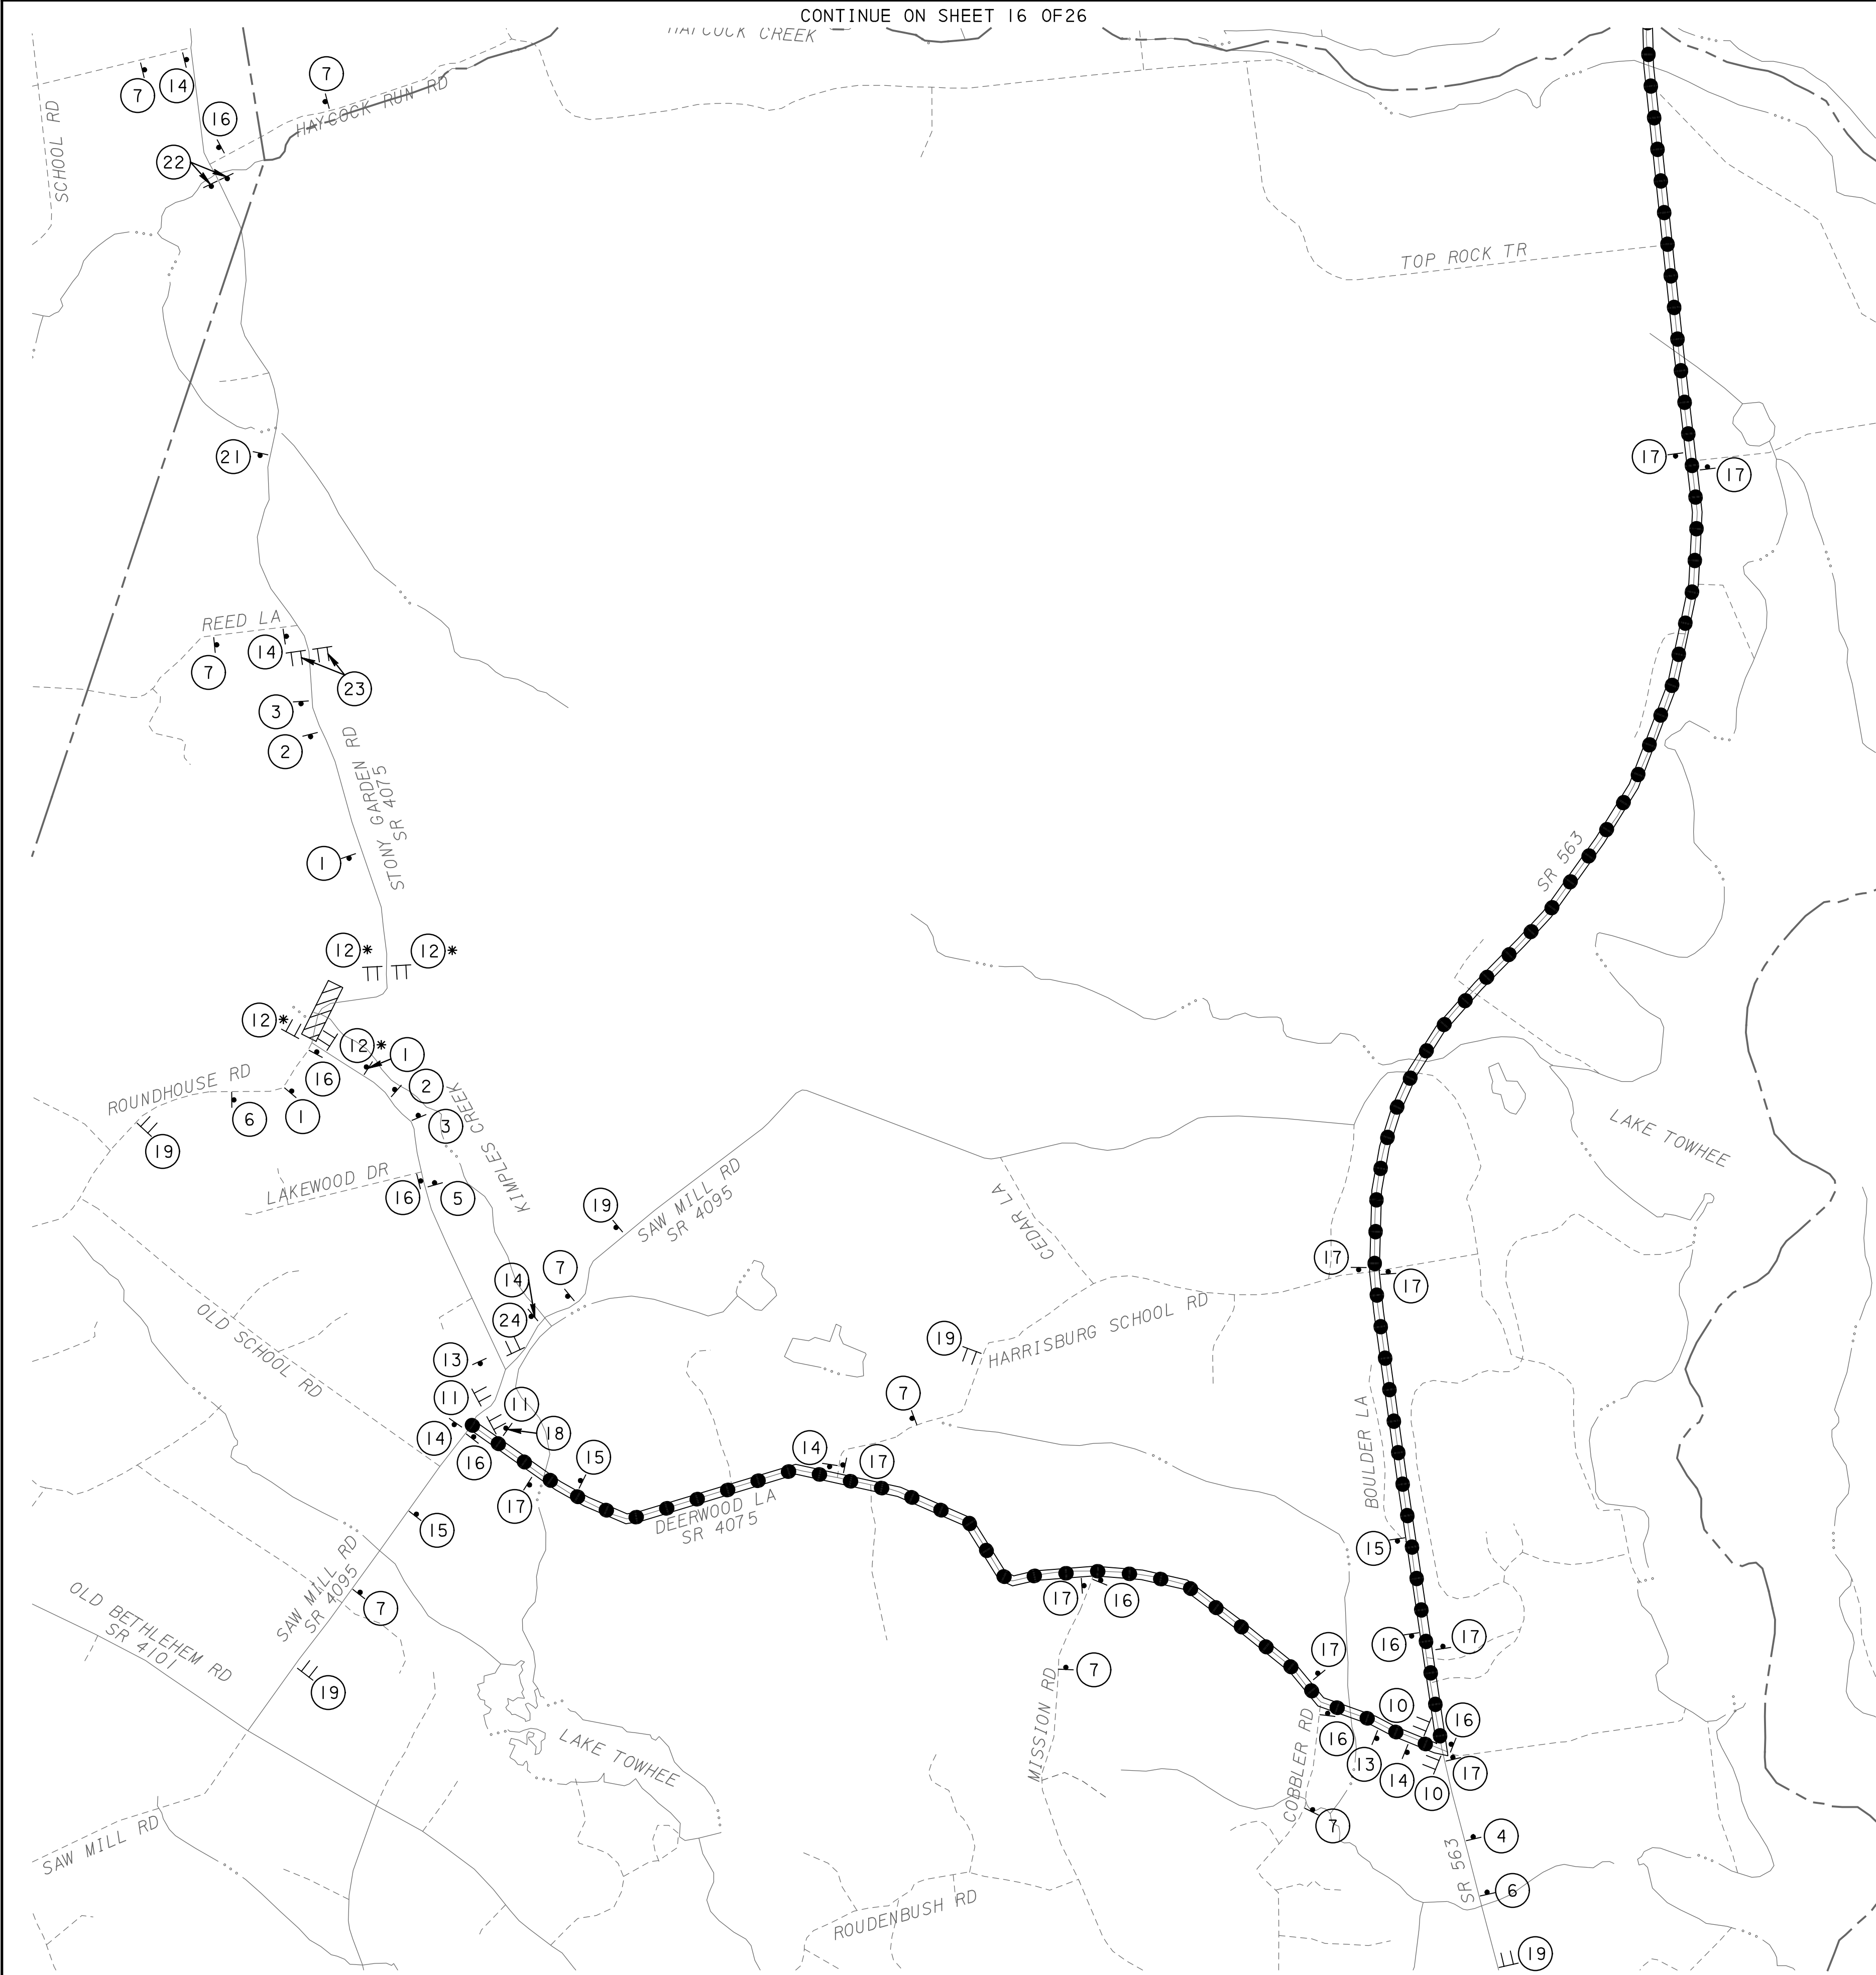 CONTINUE ON SHEET 16 OF26
HAYCOCK CREEK
7
14
7
HAYCOCK RUN RD
SCHOOL RD
16
22
TOP ROCK TR
21
17
17
REED LA
14
7
23
3
2
STONY GARDEN RD
SR 4075
1
SR 563
12*
12*
12*
12*
1
16
2
ROUNDHOUSE RD
6
1
3
KIMPLES CREEK
19
LAKEWOOD DR
16
5
LAKE TOWHEE
19
SAW MILL RD
SR 4095
CEDAR LA
14
7
17
17
24
OLD SCHOOL RD
19
HARRISBURG SCHOOL RD
13
11
11
7
14
18
16
15
14
17
BOULDER LA
17
DEERWOOD LA
SR 4075
15
15
SAW MILL RD
SR 4095
7
OLD BETHLEHEM RD
SR 4101
17
16
17
16
17
19
7
MISSION RD
10
16
16
13
14
10
17
LAKE TOWHEE
COBBLER RD
7
SAW MILL RD
4
SR 563
6
ROUDENBUSH RD
19